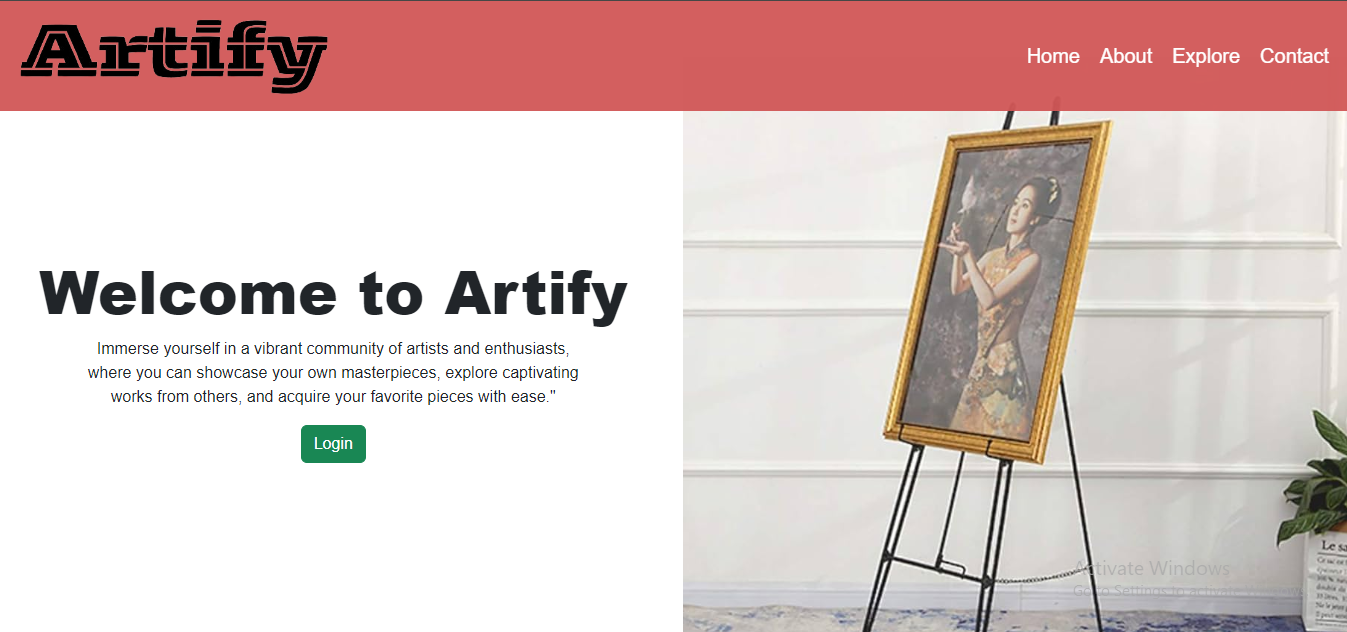 Artify
Home About Explore Contact
Welcome to Artify
Immerse yourself in a vibrant community of artists and enthusiasts,
where you can showcase your own masterpieces, explore captivating
works from others, and acquire your favorite pieces with ease."
Login
Activate Windows
Go to Settings to activate
Le sa